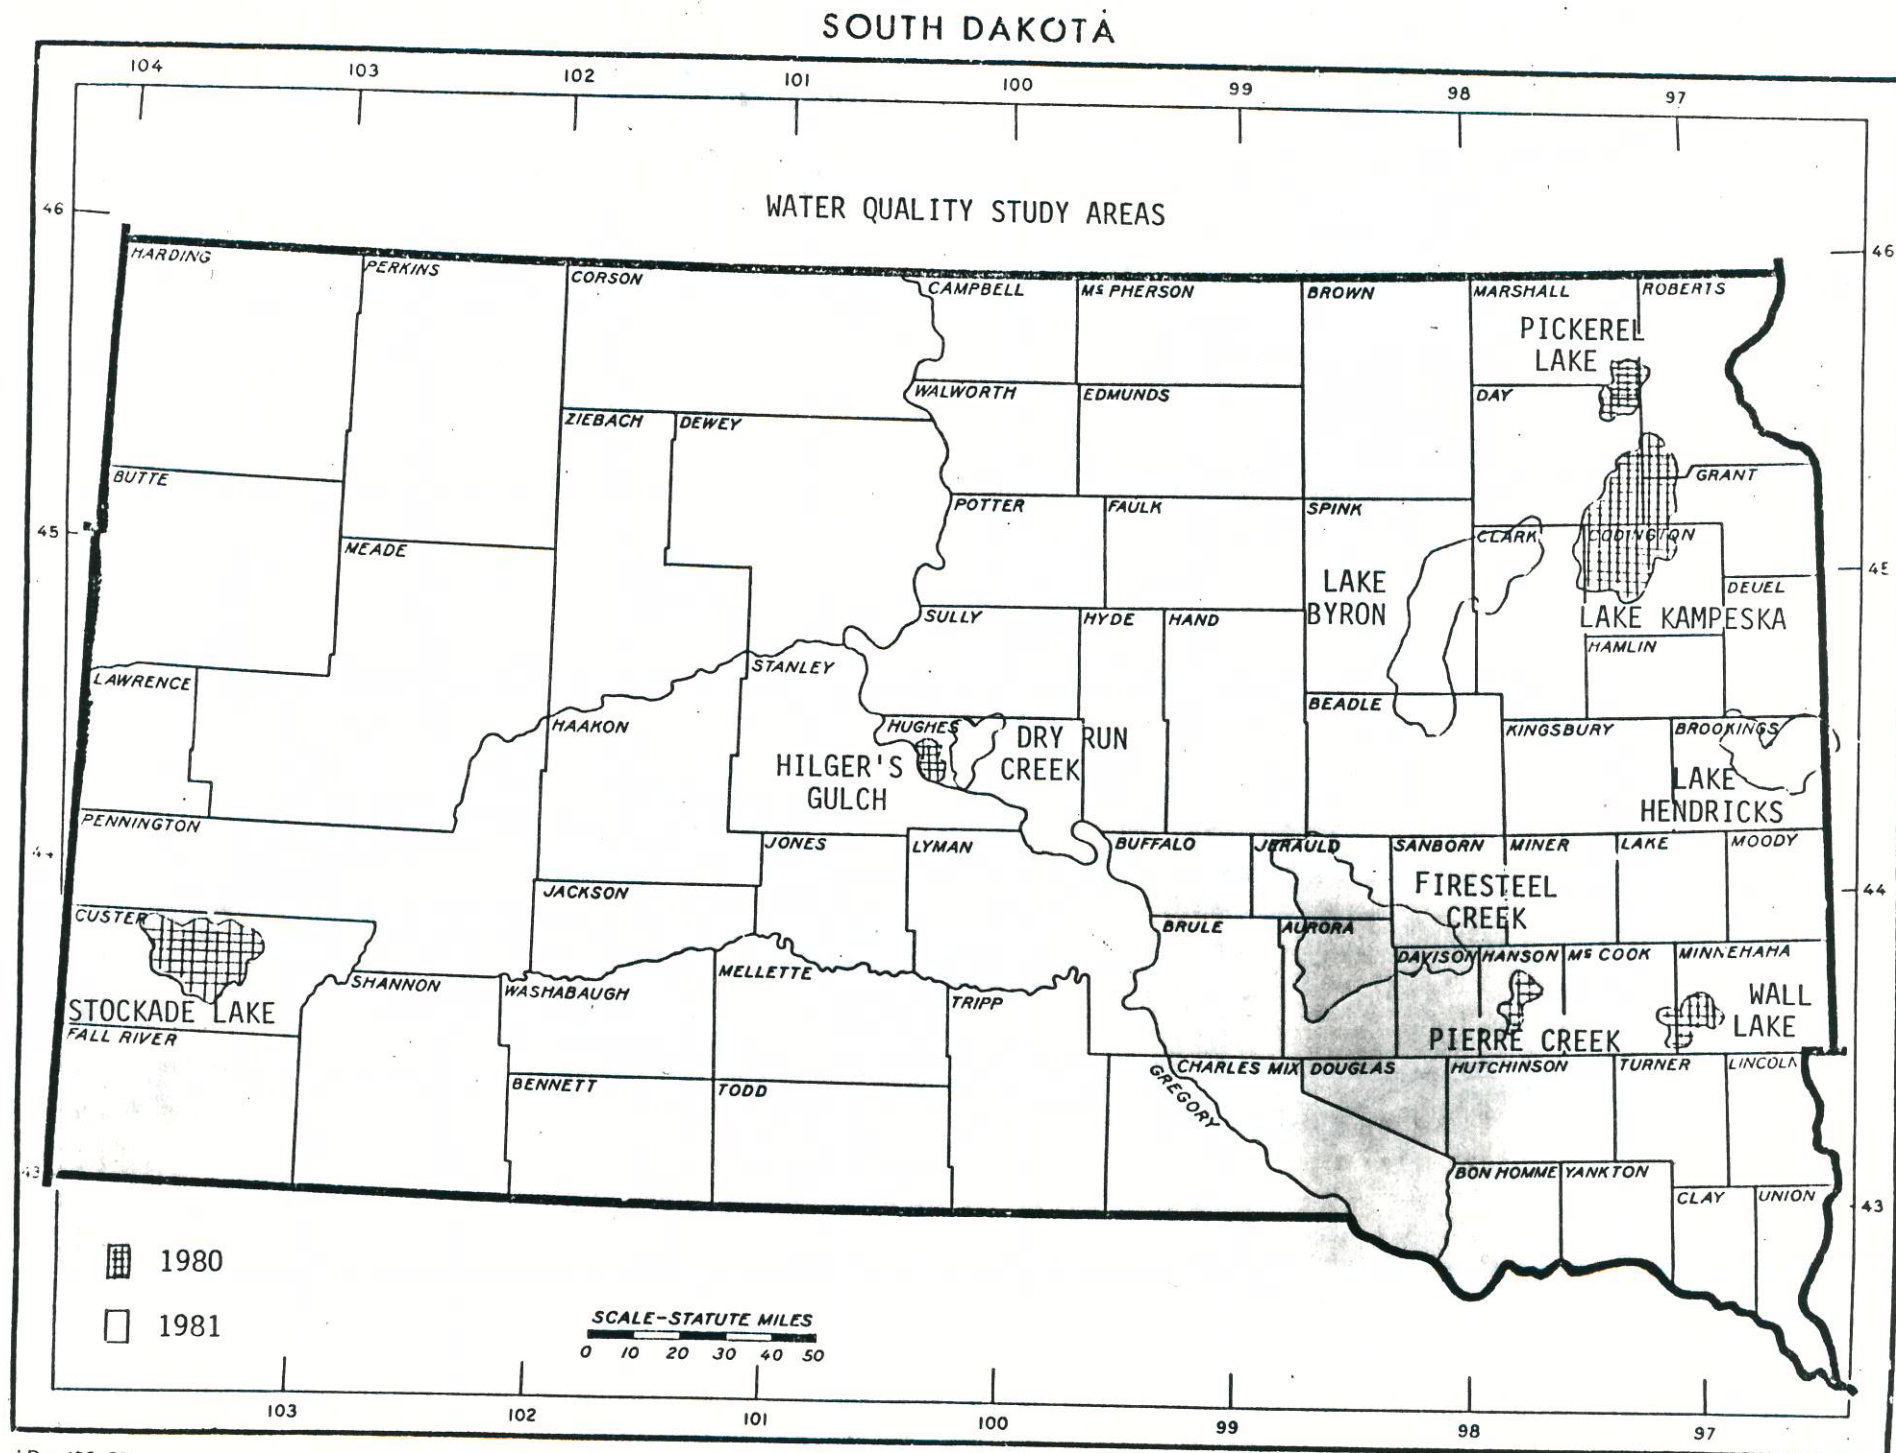 SOUTH DAKOTA
104 103 102 101 100 99 98 97
WATER QUALITY STUDY AREAS
46
46
HARDING
PERKINS
CORSON
CAMPBELL
Mc PHERSON
BROWN
MARSHALL
ROBERTS
PICKEREL
LAKE
WALWORTH
EDMUNDS
DAY
ZIEBACH
DEWEY
BUTTE
GRANT
POTTER
FAULK
SPINK
45
CLARK
CODINGTON
45
MEADE
LAKE
BYRON
DEUEL
SULLY
HYDE
HAND
LAKE KAMPESKA
HAMLIN
STANLEY
LAWRENCE
BEADLE
HAAKON
HUGHES
DRY RUN
CREEK
KINGSBURY
BROOKINGS
HILGER'S
GULCH
LAKE
HENDRICKS
PENNINGTON
JONES
LYMAN
BUFFALO
JERAULD
SANBORN
MINER
LAKE
MOODY
44
44
JACKSON
FIRESTEEL
CREEK
CUSTER
BRULE
AURORA
DAVISON
HANSON
Mc COOK
MINNEHAHA
SHANNON
WASHABAUGH
MELLETTE
TRIPP
WALL
LAKE
STOCKADE LAKE
PIERRE CREEK
FALL RIVER
BENNETT
TODD
GREGORY
CHARLES MIX
DOUGLAS
HUTCHINSON
TURNER
LINCOLN
43
BON HOMME
YANKTON
CLAY
UNION
43
1980
1981
SCALE-STATUTE MILES
0 10 20 30 40 50
103 102 101 100 99 98 97